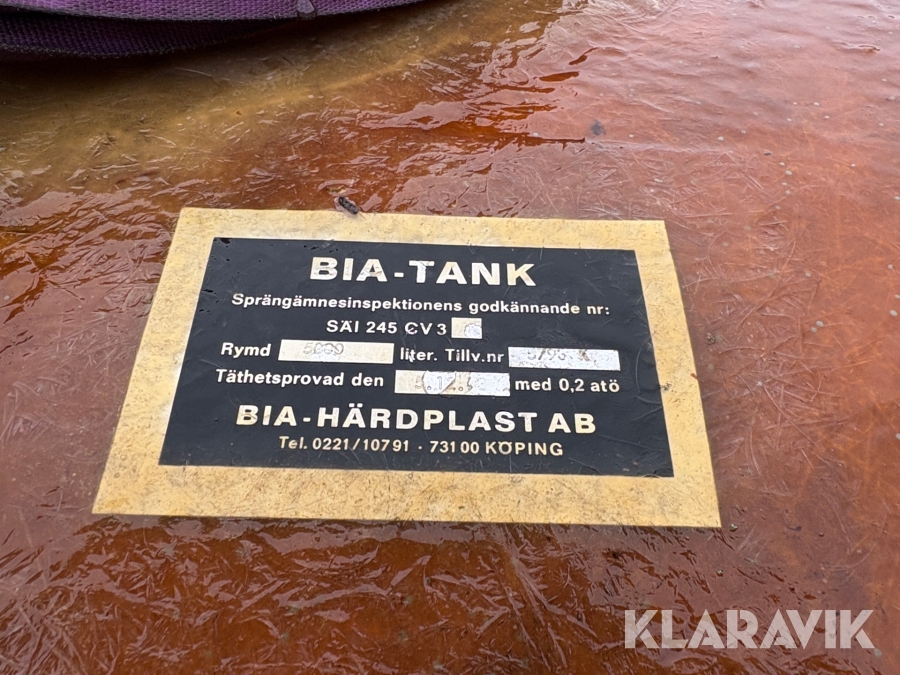 BIA-TANK
Sprängämnesinspektionens godkännande nr:
SÄI 245 CV 3
Rymd 5000 liter. Tillv.nr
Täthetsprovad den med 0,2 atö
BIA-HÄRDPLAST AB
Tel. 0221/10791 · 731 00 KÖPING
KLARAVIK